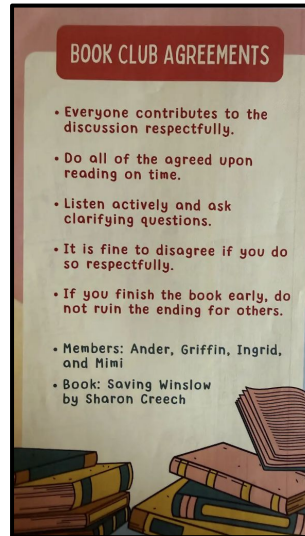 BOOK CLUB AGREEMENTS
• Everyone contributes to the
discussion respectfully.
• Do all of the agreed upon
reading on time.
• Listen actively and ask
clarifying questions.
• It is fine to disagree if you do
so respectfully.
• If you finish the book early, do
not ruin the ending for others.
• Members: Ander, Griffin, Ingrid,
and Mimi
• Book: Saving Winslow
by Sharon Creech